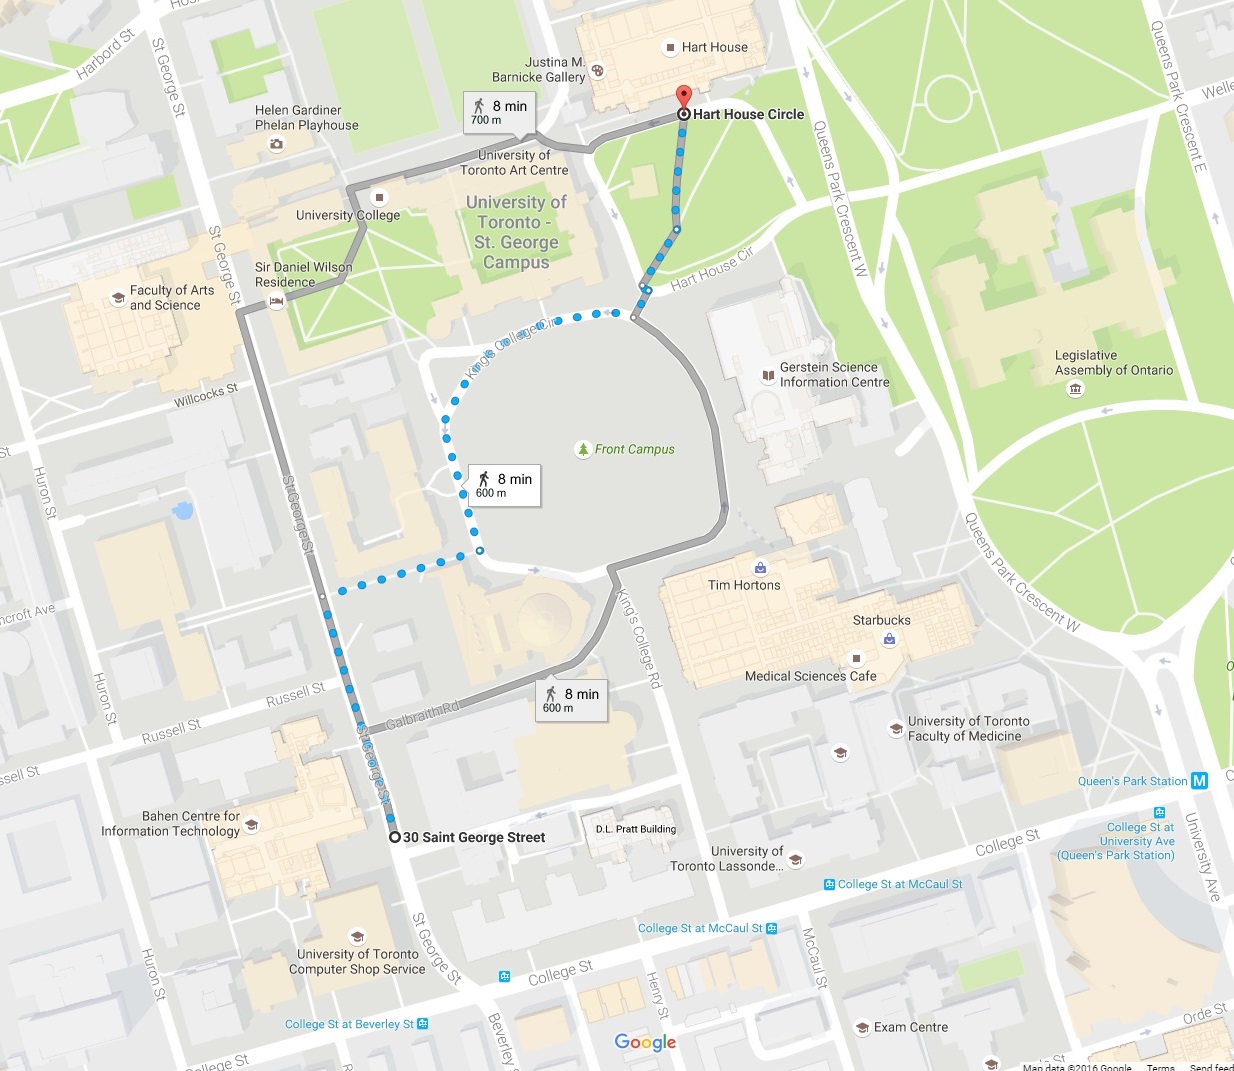 Harbord St
St George St
Hart House
Justina M.
Barnicke Gallery
Queens Park Crescent E
8 min
700 m
Helen Gardiner
Phelan Playhouse
Hart House Circle
University of
Toronto Art Centre
Queens Park Crescent W
University College
University of
Toronto -
St. George
Campus
St George St
Sir Daniel Wilson
Residence
Hart House Cir
Faculty of Arts
and Science
King's College Cir
Legislative
Assembly of Ontario
Gerstein Science
Information Centre
Willcocks St
Front Campus
Huron St
8 min
600 m
St George St
Queens Park Crescent W
Tim Hortons
King's College Rd
Starbucks
Medical Sciences Cafe
Russell St
8 min
600 m
Huron St
Galbraith Rd
Russell St
University of Toronto
Faculty of Medicine
St George St
Queen's Park Station
Bahen Centre for
Information Technology
30 Saint George Street
D.L. Pratt Building
College St at
University Ave
(Queen's Park Station)
University Ave
College St
University of
Toronto Lassonde...
College St at McCaul St
College St at McCaul St
St George St
University of Toronto
Computer Shop Service
McCaul St
Huron St
College St
Henry St
College St at Beverley St
Beverley
Exam Centre
Orde St
Google
College St
Map data ©2016 Google
Terms